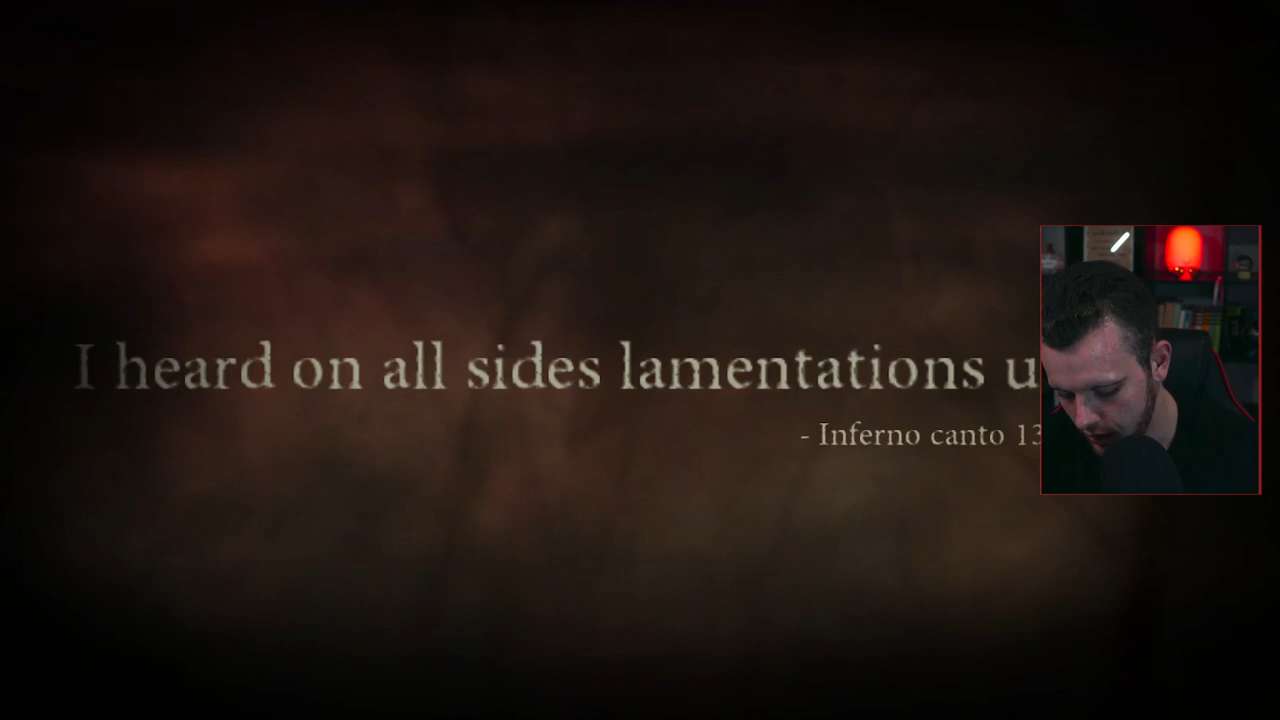 I heard on all sides lamentations
- Inferno canto 13